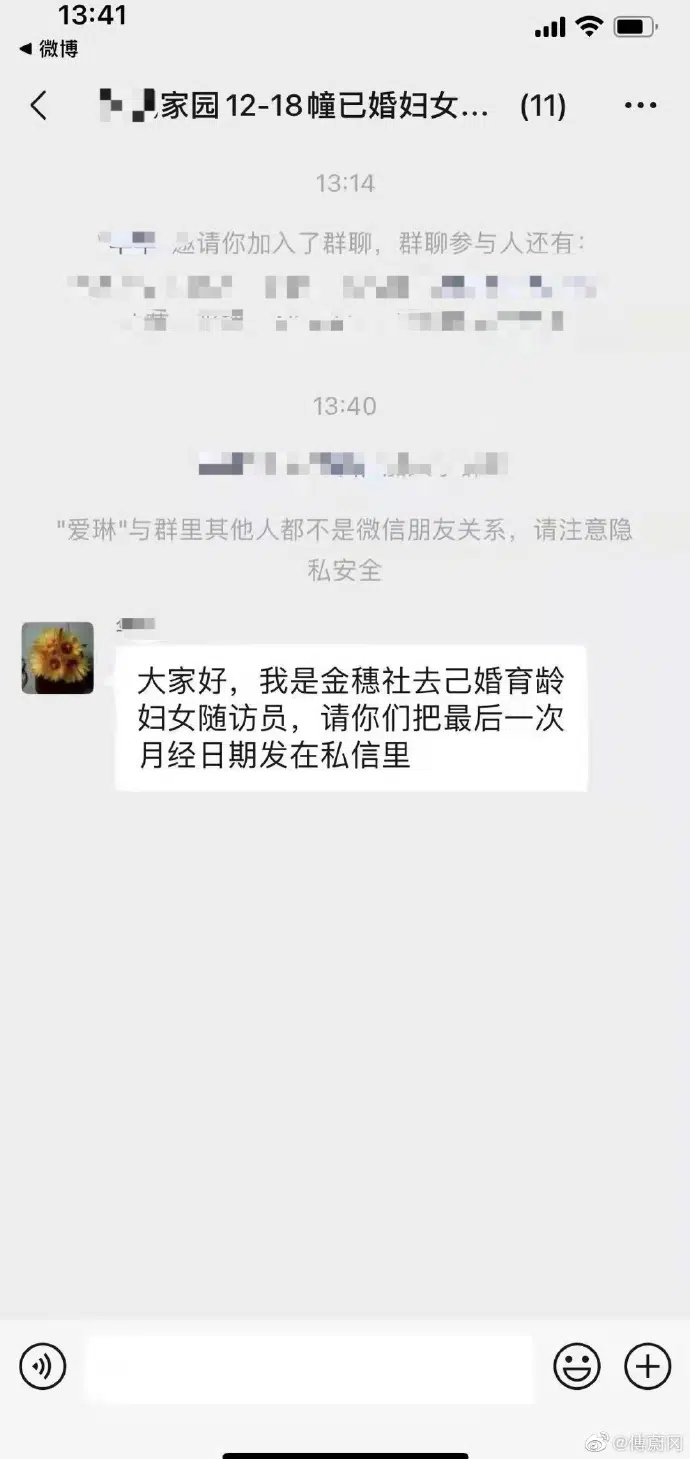 13:41
微博
家园12-18幢已婚妇女... (11)
13:14
邀请你加入了群聊，群聊参与人还有：
13:40
"爱琳"与群里其他人都不是微信朋友关系，请注意隐
私安全
大家好，我是金穗社去己婚育龄
妇女随访员，请你们把最后一次
月经日期发在私信里
@傅蔚冈